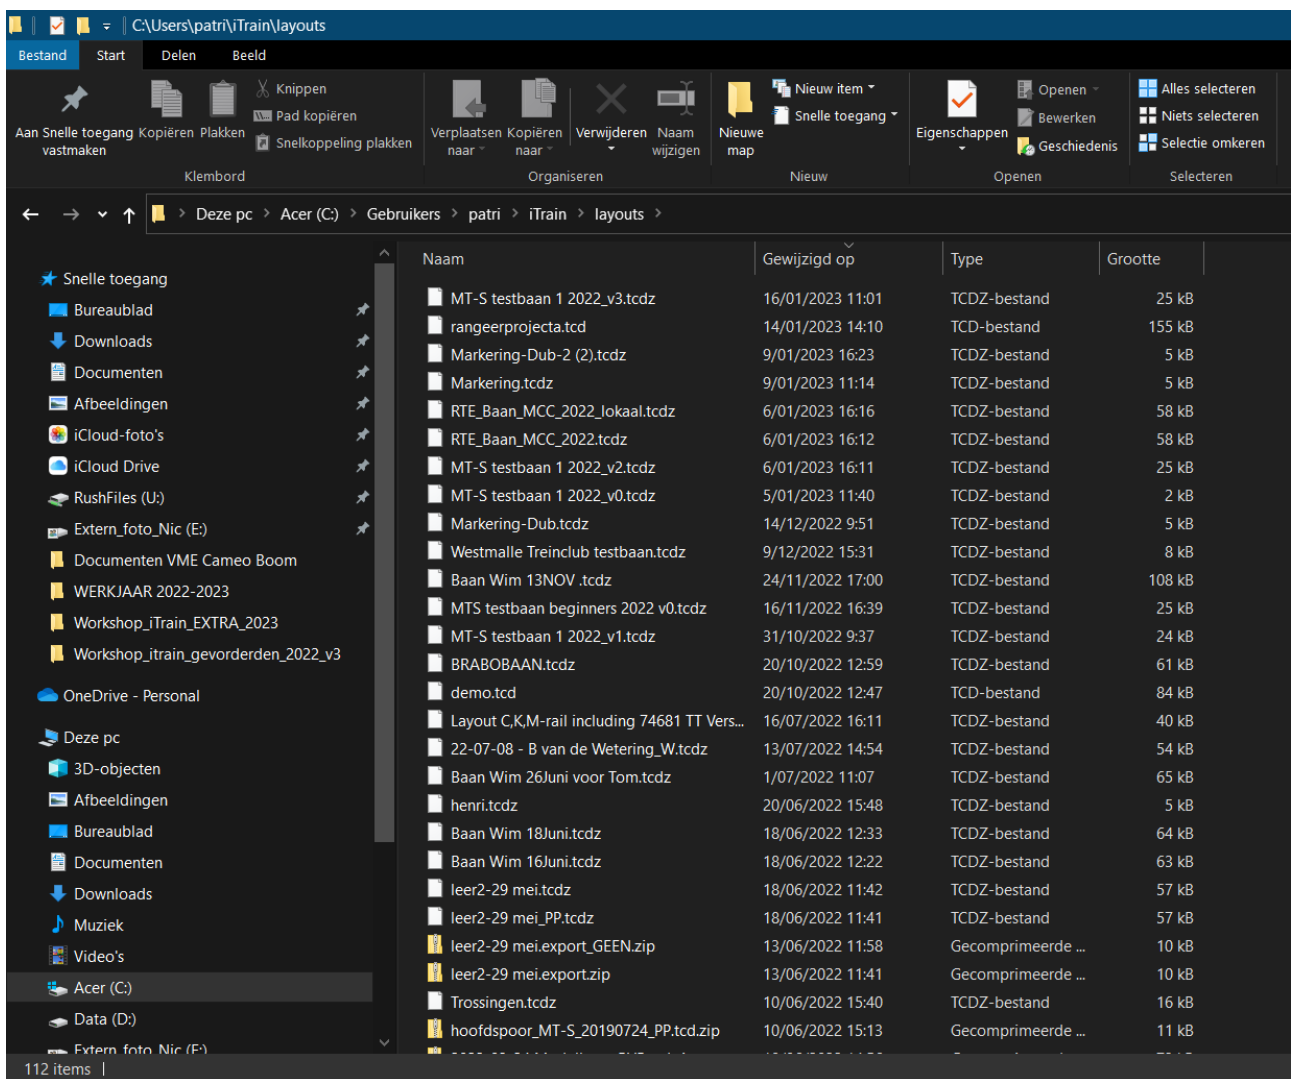 C:\Users\patri\iTrain\layouts
Bestand Start Delen Beeld
Aan Snelle toegang vastmaken
Kopiëren
Plakken
Knippen
Pad kopiëren
Snelkoppeling plakken
Klembord
Verplaatsen naar
Kopiëren naar
Verwijderen
Naam wijzigen
Organiseren
Nieuwe map
Nieuw item
Snelle toegang
Nieuw
Eigenschappen
Openen
Bewerken
Geschiedenis
Openen
Alles selecteren
Niets selecteren
Selectie omkeren
Selecteren
Deze pc > Acer (C:) > Gebruikers > patri > iTrain > layouts >
Snelle toegang
Bureaublad
Downloads
Documenten
Afbeeldingen
iCloud-foto's
iCloud Drive
RushFiles (U:)
Extern_foto_Nic (E:)
Documenten VME Cameo Boom
WERKJAAR 2022-2023
Workshop_iTrain_EXTRA_2023
Workshop_itrain_gevorderden_2022_v3
OneDrive - Personal
Deze pc
3D-objecten
Afbeeldingen
Bureaublad
Documenten
Downloads
Muziek
Video's
Acer (C:)
Data (D:)
Extern_foto_Nic (E:)
Naam Gewijzigd op Type Grootte
MT-S testbaan 1 2022_v3.tcdz 16/01/2023 11:01 TCDZ-bestand 25 kB
rangeerprojecta.tcd 14/01/2023 14:10 TCD-bestand 155 kB
Markering-Dub-2 (2).tcdz 9/01/2023 16:23 TCDZ-bestand 5 kB
Markering.tcdz 9/01/2023 11:14 TCDZ-bestand 5 kB
RTE_Baan_MCC_2022_lokaal.tcdz 6/01/2023 16:16 TCDZ-bestand 58 kB
RTE_Baan_MCC_2022.tcdz 6/01/2023 16:12 TCDZ-bestand 58 kB
MT-S testbaan 1 2022_v2.tcdz 6/01/2023 16:11 TCDZ-bestand 25 kB
MT-S testbaan 1 2022_v0.tcdz 5/01/2023 11:40 TCDZ-bestand 2 kB
Markering-Dub.tcdz 14/12/2022 9:51 TCDZ-bestand 5 kB
Westmalle Treinclub testbaan.tcdz 9/12/2022 15:31 TCDZ-bestand 8 kB
Baan Wim 13NOV .tcdz 24/11/2022 17:00 TCDZ-bestand 108 kB
MTS testbaan beginners 2022 v0.tcdz 16/11/2022 16:39 TCDZ-bestand 25 kB
MT-S testbaan 1 2022_v1.tcdz 31/10/2022 9:37 TCDZ-bestand 24 kB
BRABOBAAN.tcdz 20/10/2022 12:59 TCDZ-bestand 61 kB
demo.tcd 20/10/2022 12:47 TCD-bestand 84 kB
Layout C,K,M-rail including 74681 TT Vers... 16/07/2022 16:11 TCDZ-bestand 40 kB
22-07-08 - B van de Wetering_W.tcdz 13/07/2022 14:54 TCDZ-bestand 54 kB
Baan Wim 26Juni voor Tom.tcdz 1/07/2022 11:07 TCDZ-bestand 65 kB
henri.tcdz 20/06/2022 15:48 TCDZ-bestand 5 kB
Baan Wim 18Juni.tcdz 18/06/2022 12:33 TCDZ-bestand 64 kB
Baan Wim 16Juni.tcdz 18/06/2022 12:22 TCDZ-bestand 63 kB
leer2-29 mei.tcdz 18/06/2022 11:42 TCDZ-bestand 57 kB
leer2-29 mei_PP.tcdz 18/06/2022 11:41 TCDZ-bestand 57 kB
leer2-29 mei.export_GEEN.zip 13/06/2022 11:58 Gecomprimeerde ... 10 kB
leer2-29 mei.export.zip 13/06/2022 11:41 Gecomprimeerde ... 10 kB
Trossingen.tcdz 10/06/2022 15:40 TCDZ-bestand 16 kB
hoofdspoor_MT-S_20190724_PP.tcd.zip 10/06/2022 15:13 Gecomprimeerde ... 11 kB
112 items